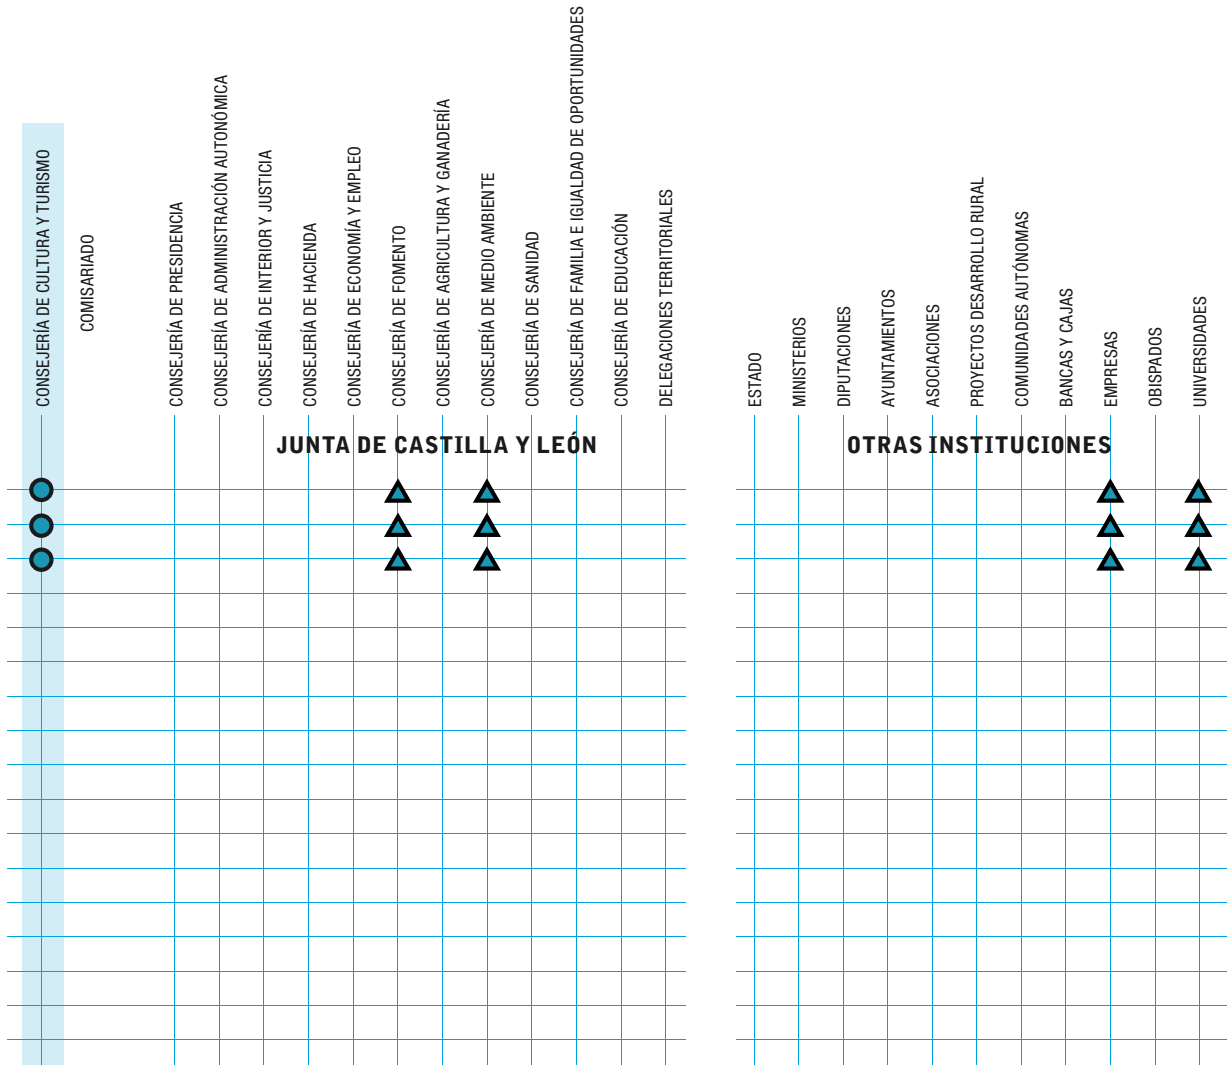 CONSEJERÍA DE CULTURA Y TURISMO
COMISARIADO
CONSEJERÍA DE PRESIDENCIA
CONSEJERÍA DE ADMINISTRACIÓN AUTONÓMICA
CONSEJERÍA DE INTERIOR Y JUSTICIA
CONSEJERÍA DE HACIENDA
CONSEJERÍA DE ECONOMÍA Y EMPLEO
CONSEJERÍA DE FOMENTO
CONSEJERÍA DE AGRICULTURA Y GANADERÍA
CONSEJERÍA DE MEDIO AMBIENTE
CONSEJERÍA DE SANIDAD
CONSEJERÍA DE FAMILIA E IGUALDAD DE OPORTUNIDADES
CONSEJERÍA DE EDUCACIÓN
DELEGACIONES TERRITORIALES
ESTADO
MINISTERIOS
DIPUTACIONES
AYUNTAMIENTOS
ASOCIACIONES
PROYECTOS DESARROLLO RURAL
COMUNIDADES AUTÓNOMAS
BANCAS Y CAJAS
EMPRESAS
OBISPADOS
UNIVERSIDADES
JUNTA DE CASTILLA Y LEÓN
OTRAS INSTITUCIONES